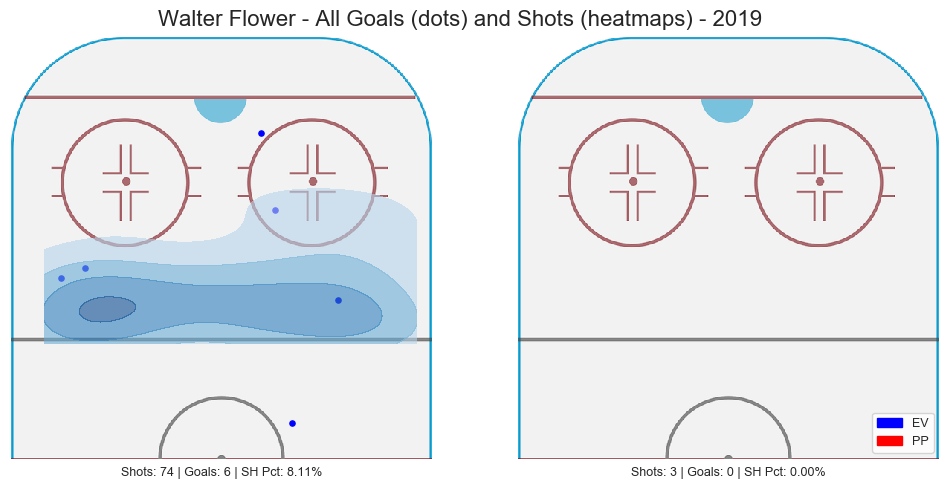 Walter Flower - All Goals (dots) and Shots (heatmaps) - 2019
EV
PP
Shots: 74 | Goals: 6 | SH Pct: 8.11%
Shots: 3 | Goals: 0 | SH Pct: 0.00%